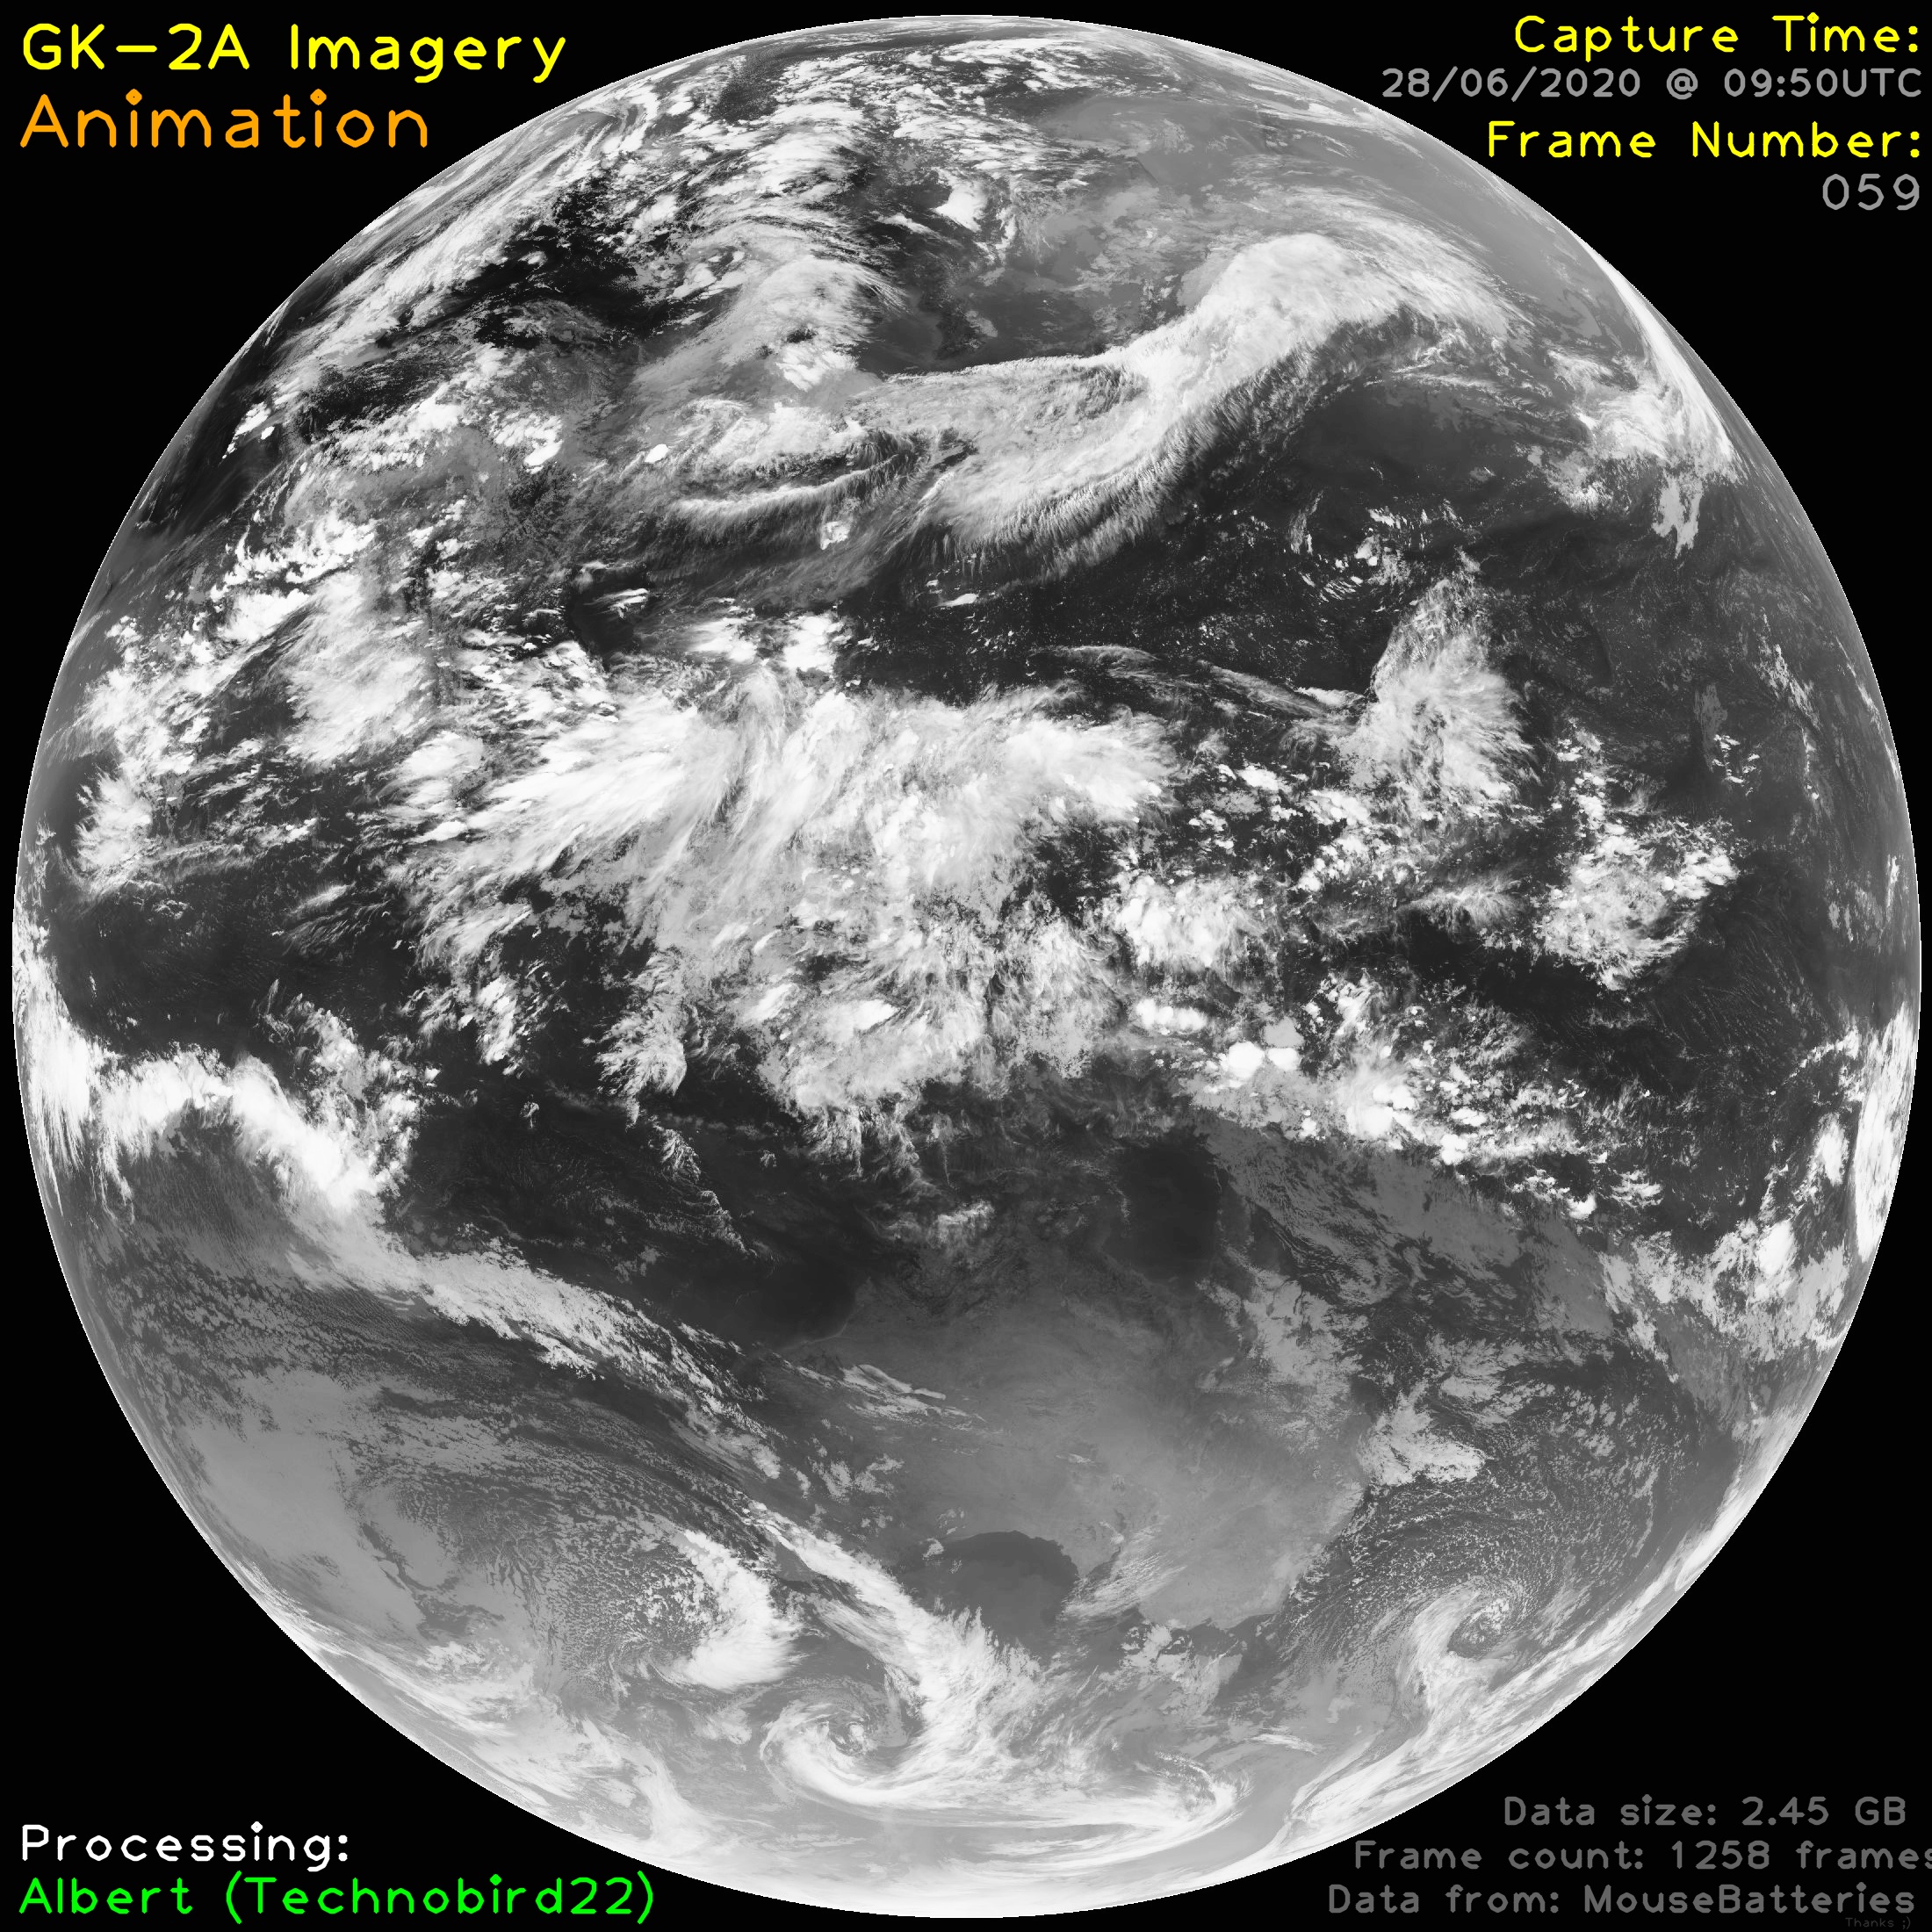 GK-2A Imagery
Animation
Capture Time:
28/06/2020 @ 09:50UTC
Frame Number:
059
Processing:
Albert (Technobird22)
Data size: 2.45 GB
Frame count: 1258 frames
Data from: MouseBatteries
Thanks ;)